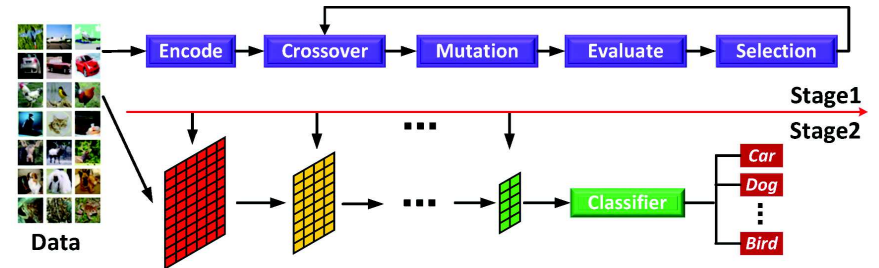 Encode
Crossover
Mutation
Evaluate
Selection
Stage1
Stage2
...
...
Classifier
Car
Dog
Bird
Data